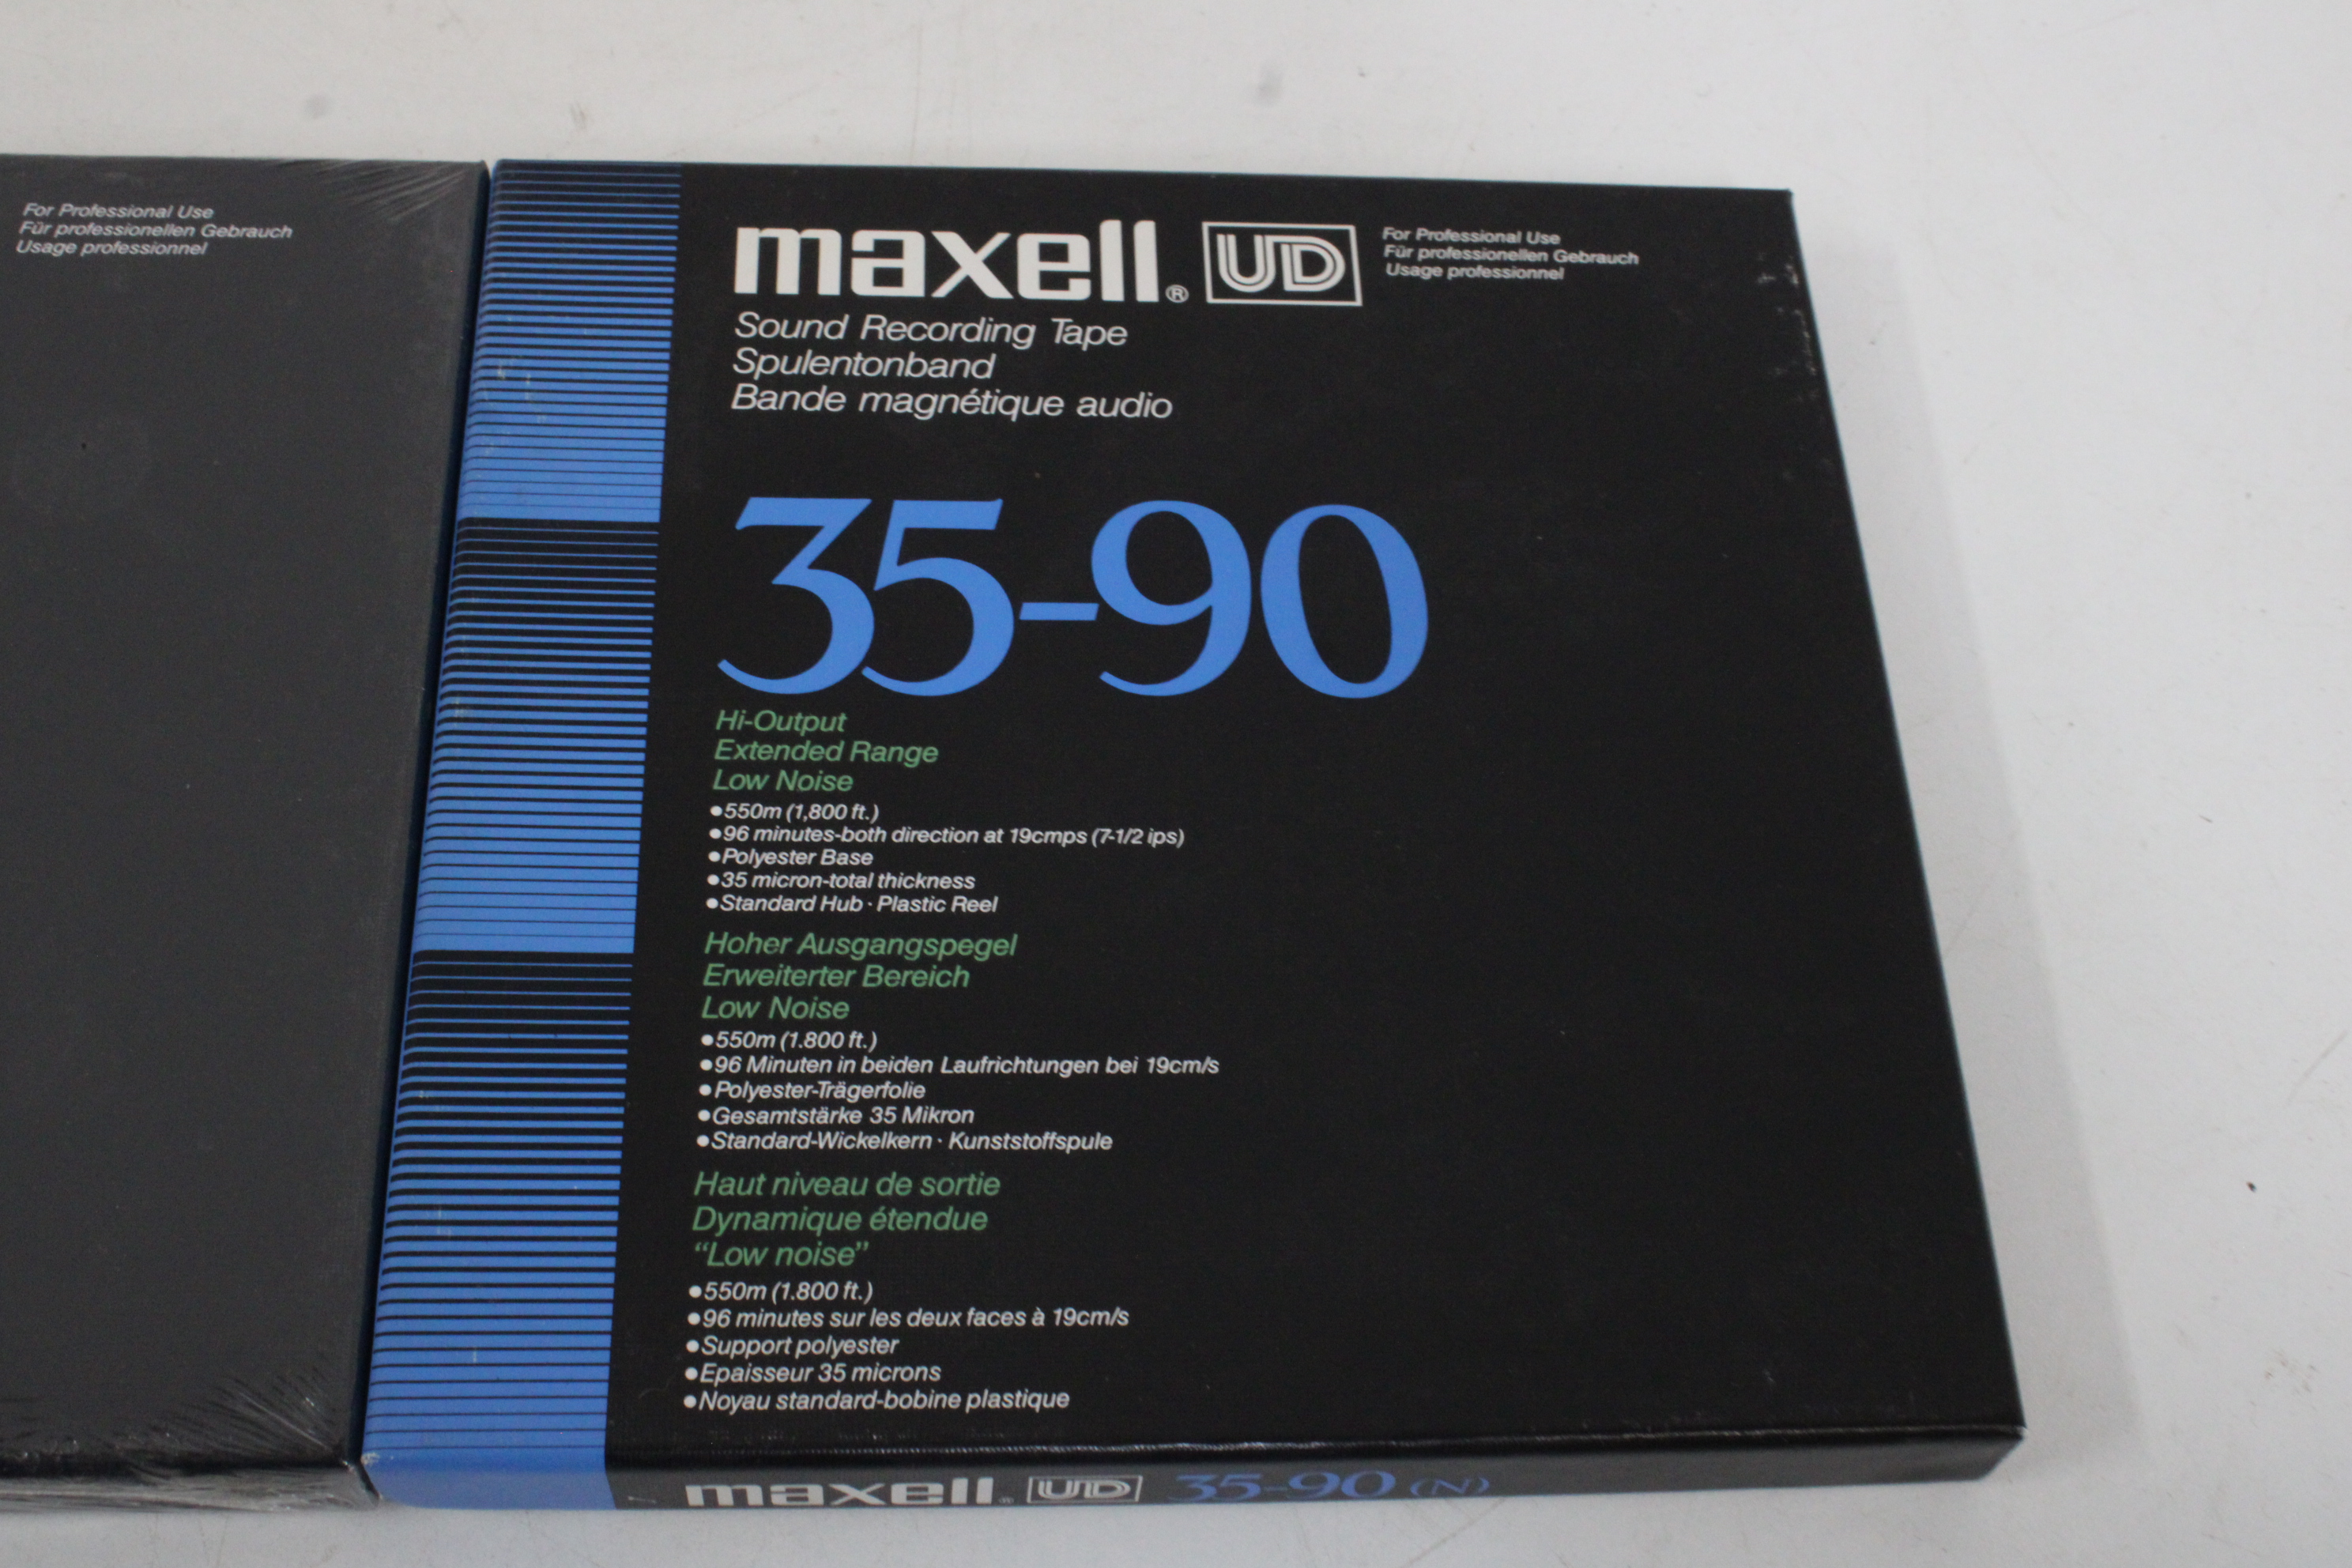 For Professional Use
Für professionellen Gebrauch
Usage professionnel
maxell® UD
For Professional Use
Für professionellen Gebrauch
Usage professionnel
Sound Recording Tape
Spulentonband
Bande magnétique audio
35-90
Hi-Output
Extended Range
Low Noise
●550m (1,800 ft.)
●96 minutes-both direction at 19cmps (7-1/2 ips)
●Polyester Base
●35 micron-total thickness
●Standard Hub · Plastic Reel
Hoher Ausgangspegel
Erweiterter Bereich
Low Noise
●550m (1.800 ft.)
●96 Minuten in beiden Laufrichtungen bei 19cm/s
●Polyester-Trägerfolie
●Gesamtstärke 35 Mikron
●Standard-Wickelkern · Kunststoffspule
Haut niveau de sortie
Dynamique étendue
“Low noise”
●550m (1.800 ft.)
●96 minutes sur les deux faces à 19cm/s
●Support polyester
●Epaisseur 35 microns
●Noyau standard-bobine plastique
maxell® UD 35-90 (N)